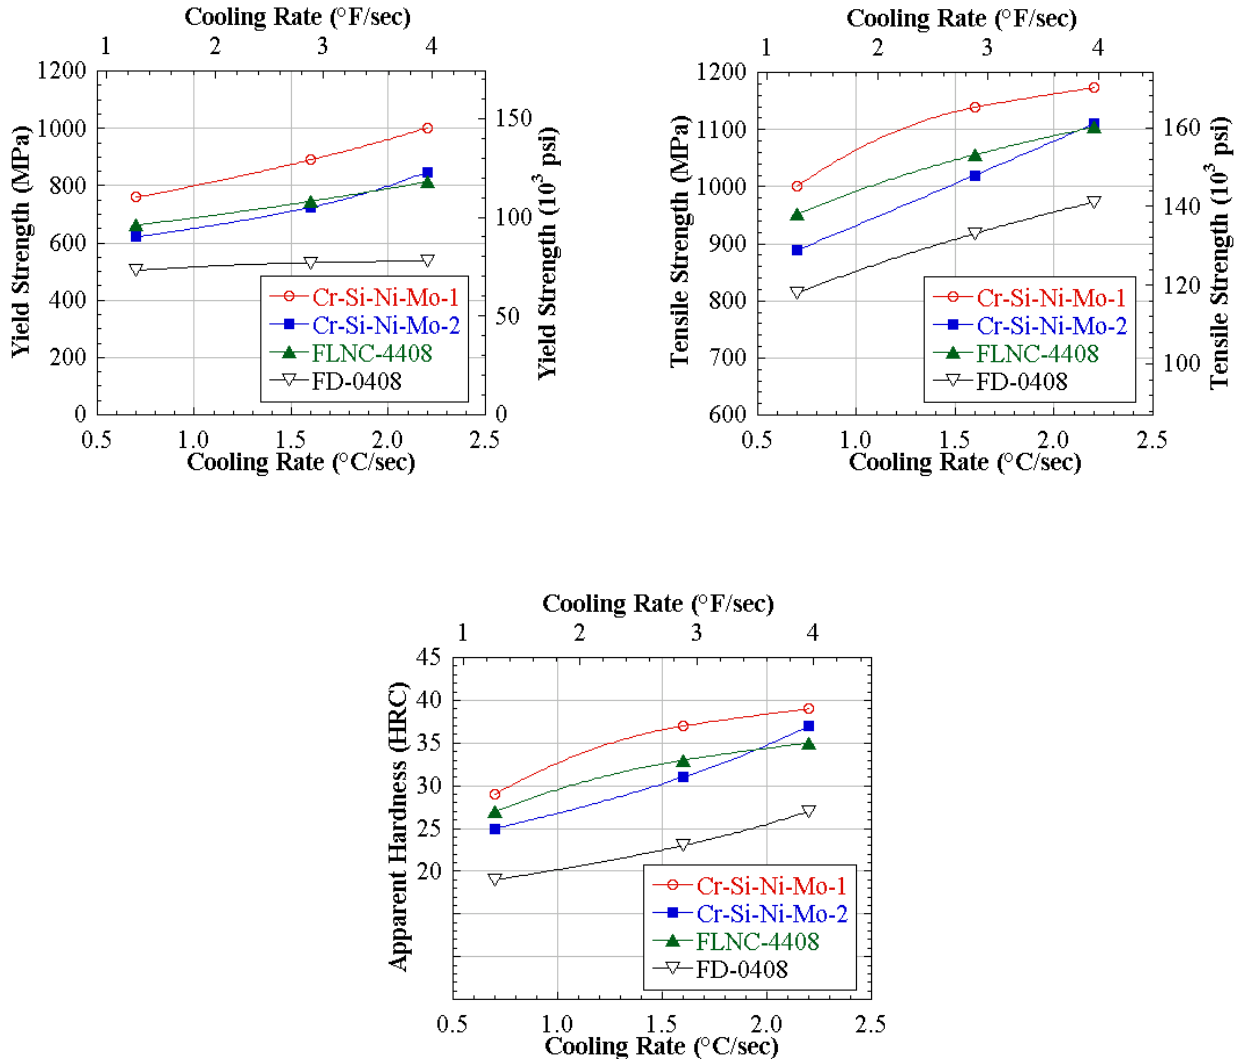 Cooling Rate (°F/sec)
1 2 3 4
1200
1000
800
600
400
200
0
Yield Strength (MPa)
150
100
50
0
Yield Strength (10³ psi)
Cr-Si-Ni-Mo-1
Cr-Si-Ni-Mo-2
FLNC-4408
FD-0408
0.5 1.0 1.5 2.0 2.5
Cooling Rate (°C/sec)
Cooling Rate (°F/sec)
1 2 3 4
1200
1100
1000
900
800
700
600
Tensile Strength (MPa)
160
140
120
100
Tensile Strength (10³ psi)
Cr-Si-Ni-Mo-1
Cr-Si-Ni-Mo-2
FLNC-4408
FD-0408
0.5 1.0 1.5 2.0 2.5
Cooling Rate (°C/sec)
Cooling Rate (°F/sec)
1 2 3 4
45
40
35
30
25
20
Apparent Hardness (HRC)
Cr-Si-Ni-Mo-1
Cr-Si-Ni-Mo-2
FLNC-4408
FD-0408
0.5 1.0 1.5 2.0 2.5
Cooling Rate (°C/sec)